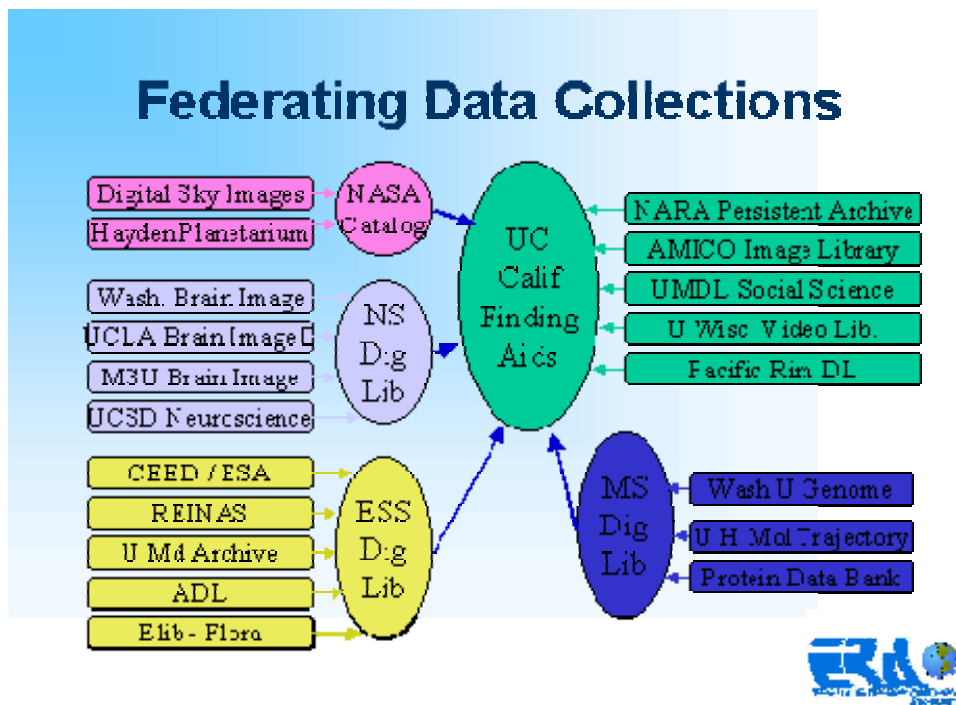 Federating Data Collections
Digital Sky Images
Hayden Planetarium
NASA
Catalog
Wash. Brain Image
UCLA Brain Image
MSU Brain Image
UCSD Neuroscience
NS
Dig
Lib
CEED / ESA
REINAS
U Md Archive
ADL
Elib - Flora
ESS
Dig
Lib
UC
Calif
Finding
Aids
NARA Persistent Archive
AMICO Image Library
UMDL Social Science
U Wisc Video Lib.
Pacific Rim DL
MS
Dig
Lib
Wash U Genome
U H Mol Trajectory
Protein Data Bank